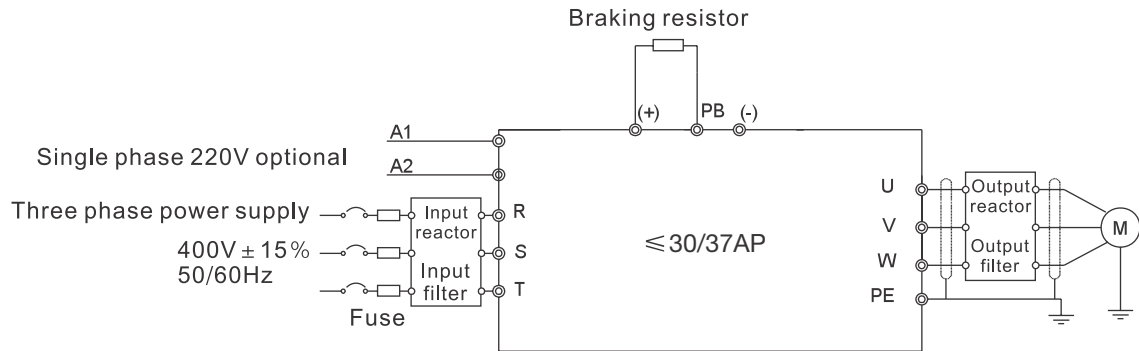 Braking resistor
(+) PB (-)
A1
Single phase 220V optional
A2
Three phase power supply
400V ± 15%
50/60Hz
Fuse
Input
reactor
Input
filter
R
S
T
≤ 30/37AP
U
V
W
PE
Output
reactor
Output
filter
M